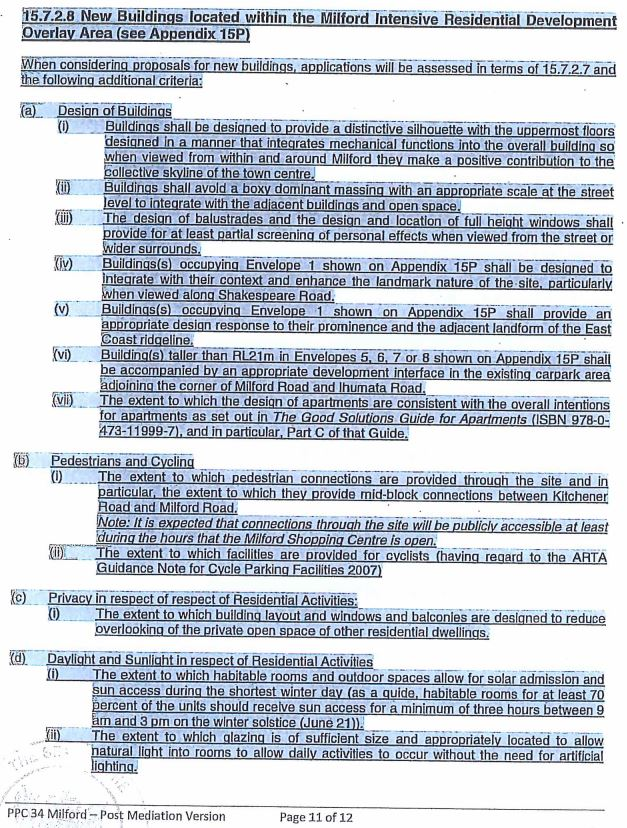 15.7.2.8 New Buildings located within the Milford Intensive Residential Development
Overlay Area (see Appendix 15P)
When considering proposals for new buildings, applications will be assessed in terms of 15.7.2.7 and
the following additional criteria:
(a) Design of Buildings
(i) Buildings shall be designed to provide a distinctive silhouette with the uppermost floors
designed in a manner that integrates mechanical functions into the overall building so
when viewed from within and around Milford they make a positive contribution to the
collective skyline of the town centre.
(ii) Buildings shall avoid a boxy dominant massing with an appropriate scale at the street
level to integrate with the adjacent buildings and open space.
(iii) The design of balustrades and the design and location of full height windows shall
provide for at least partial screening of personal effects when viewed from the street or
wider surrounds.
(iv) Buildings(s) occupying Envelope 1 shown on Appendix 15P shall be designed to
integrate with their context and enhance the landmark nature of the site, particularly
when viewed along Shakespeare Road.
(v) Buildings(s) occupying Envelope 1 shown on Appendix 15P shall provide an
appropriate design response to their prominence and the adjacent landform of the East
Coast ridgeline.
(vi) Building(s) taller than RL21m in Envelopes 5, 6, 7 or 8 shown on Appendix 15P shall
be accompanied by an appropriate development interface in the existing carpark area
adjoining the corner of Milford Road and Ihumata Road.
(vii) The extent to which the design of apartments are consistent with the overall intentions
for apartments as set out in The Good Solutions Guide for Apartments (ISBN 978-0-
473-11999-7), and in particular, Part C of that Guide.
(b) Pedestrians and Cycling
(i) The extent to which pedestrian connections are provided through the site and in
particular, the extent to which they provide mid-block connections between Kitchener
Road and Milford Road.
Note: It is expected that connections through the site will be publicly accessible at least
during the hours that the Milford Shopping Centre is open.
(ii) The extent to which facilities are provided for cyclists (having regard to the ARTA
Guidance Note for Cycle Parking Facilities 2007)
(c) Privacy in respect of respect of Residential Activities:
(i) The extent to which building layout and windows and balconies are designed to reduce
overlooking of the private open space of other residential dwellings.
(d) Daylight and Sunlight in respect of Residential Activities
(i) The extent to which habitable rooms and outdoor spaces allow for solar admission and
sun access during the shortest winter day (as a guide, habitable rooms for at least 70
percent of the units should receive sun access for a minimum of three hours between 9
am and 3 pm on the winter solstice (June 21)).
(ii) The extent to which glazing is of sufficient size and appropriately located to allow
natural light into rooms to allow daily activities to occur without the need for artificial
lighting.
PPC 34 Milford – Post Mediation Version Page 11 of 12